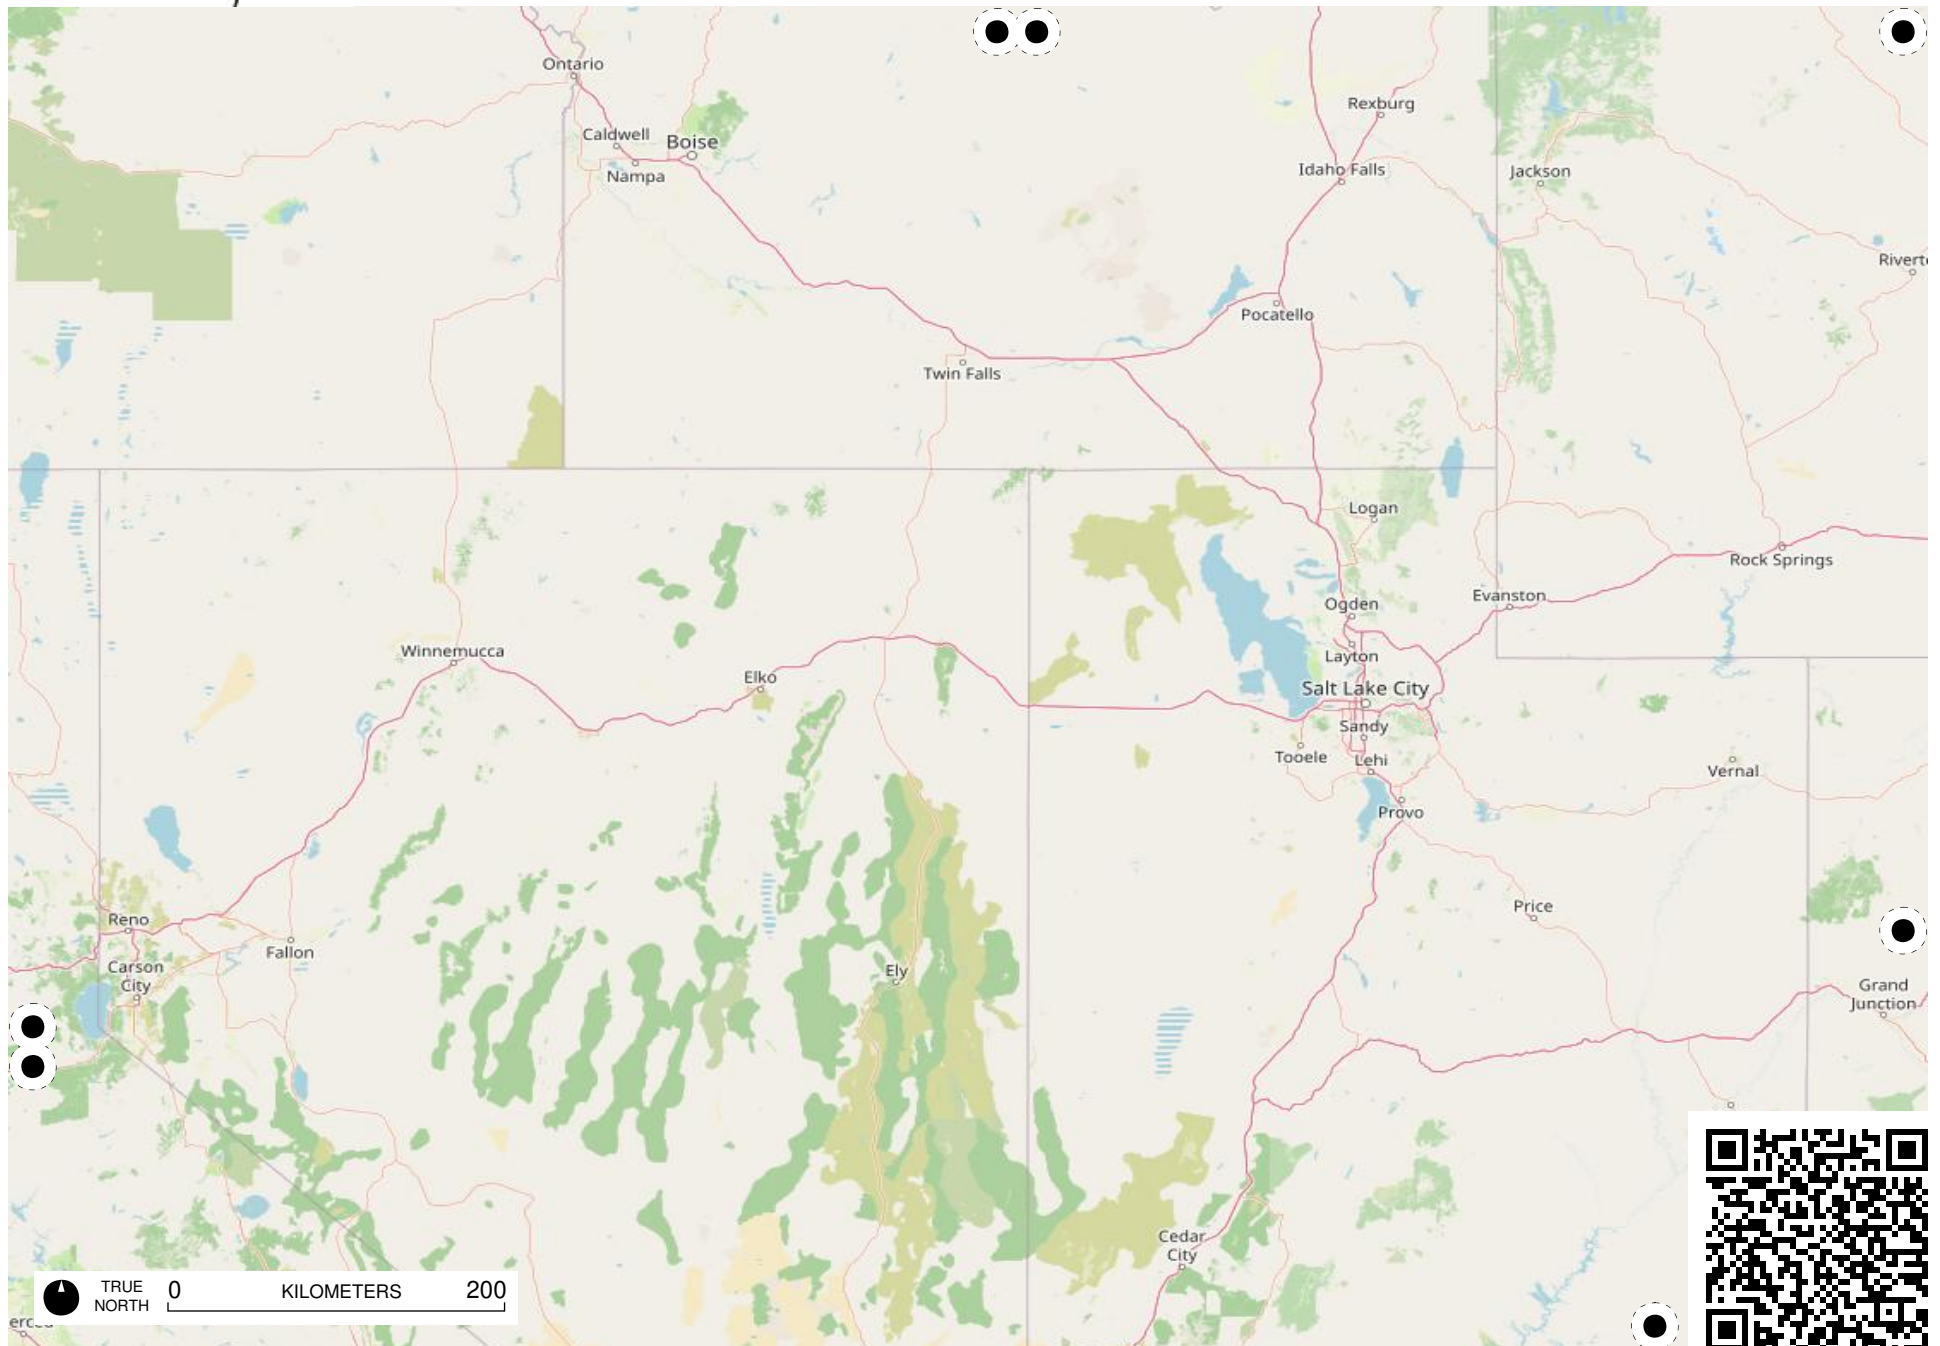 Ontario
Rexburg
Caldwell
Boise
Nampa
Idaho Falls
Jackson
Riverto
Pocatello
Twin Falls
Logan
Rock Springs
Evanston
Ogden
Winnemucca
Layton
Elko
Salt Lake City
Sandy
Tooele
Lehi
Vernal
Provo
Price
Reno
Fallon
Carson
City
Ely
Grand
Junction
Cedar
City
TRUE
NORTH
0 KILOMETERS 200
erced